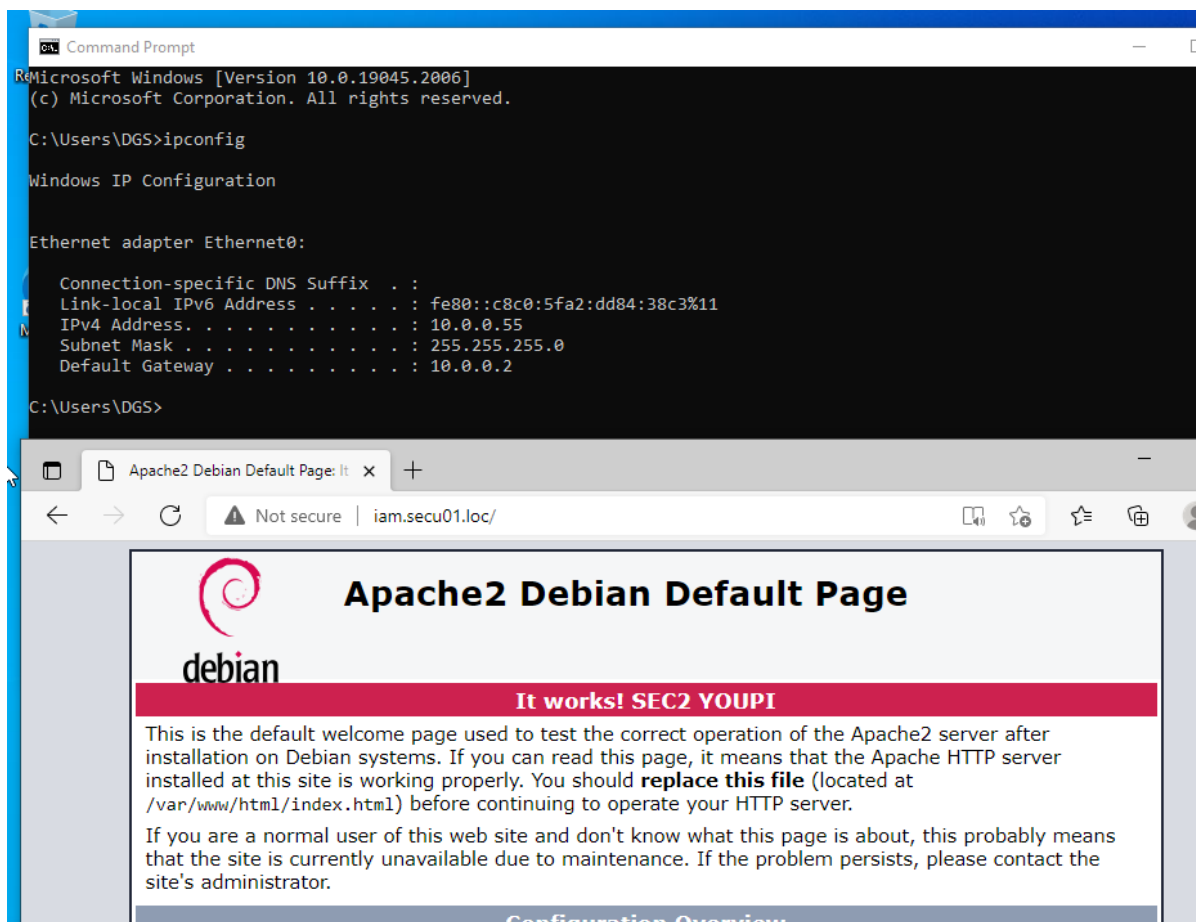 Command Prompt
Microsoft Windows [Version 10.0.19045.2006]
(c) Microsoft Corporation. All rights reserved.
C:\Users\DGS>ipconfig
Windows IP Configuration
Ethernet adapter Ethernet0:
Connection-specific DNS Suffix . :
Link-local IPv6 Address . . . . . : fe80::c8c0:5fa2:dd84:38c3%11
IPv4 Address. . . . . . . . . . . : 10.0.0.55
Subnet Mask . . . . . . . . . . . : 255.255.255.0
Default Gateway . . . . . . . . . : 10.0.0.2
C:\Users\DGS>
Apache2 Debian Default Page: It
Not secure | iam.secu01.loc/
debian
Apache2 Debian Default Page
It works! SEC2 YOUPI
This is the default welcome page used to test the correct operation of the Apache2 server after
installation on Debian systems. If you can read this page, it means that the Apache HTTP server
installed at this site is working properly. You should replace this file (located at
/var/www/html/index.html) before continuing to operate your HTTP server.
If you are a normal user of this web site and don't know what this page is about, this probably means
that the site is currently unavailable due to maintenance. If the problem persists, please contact the
site's administrator.
Configuration Overview